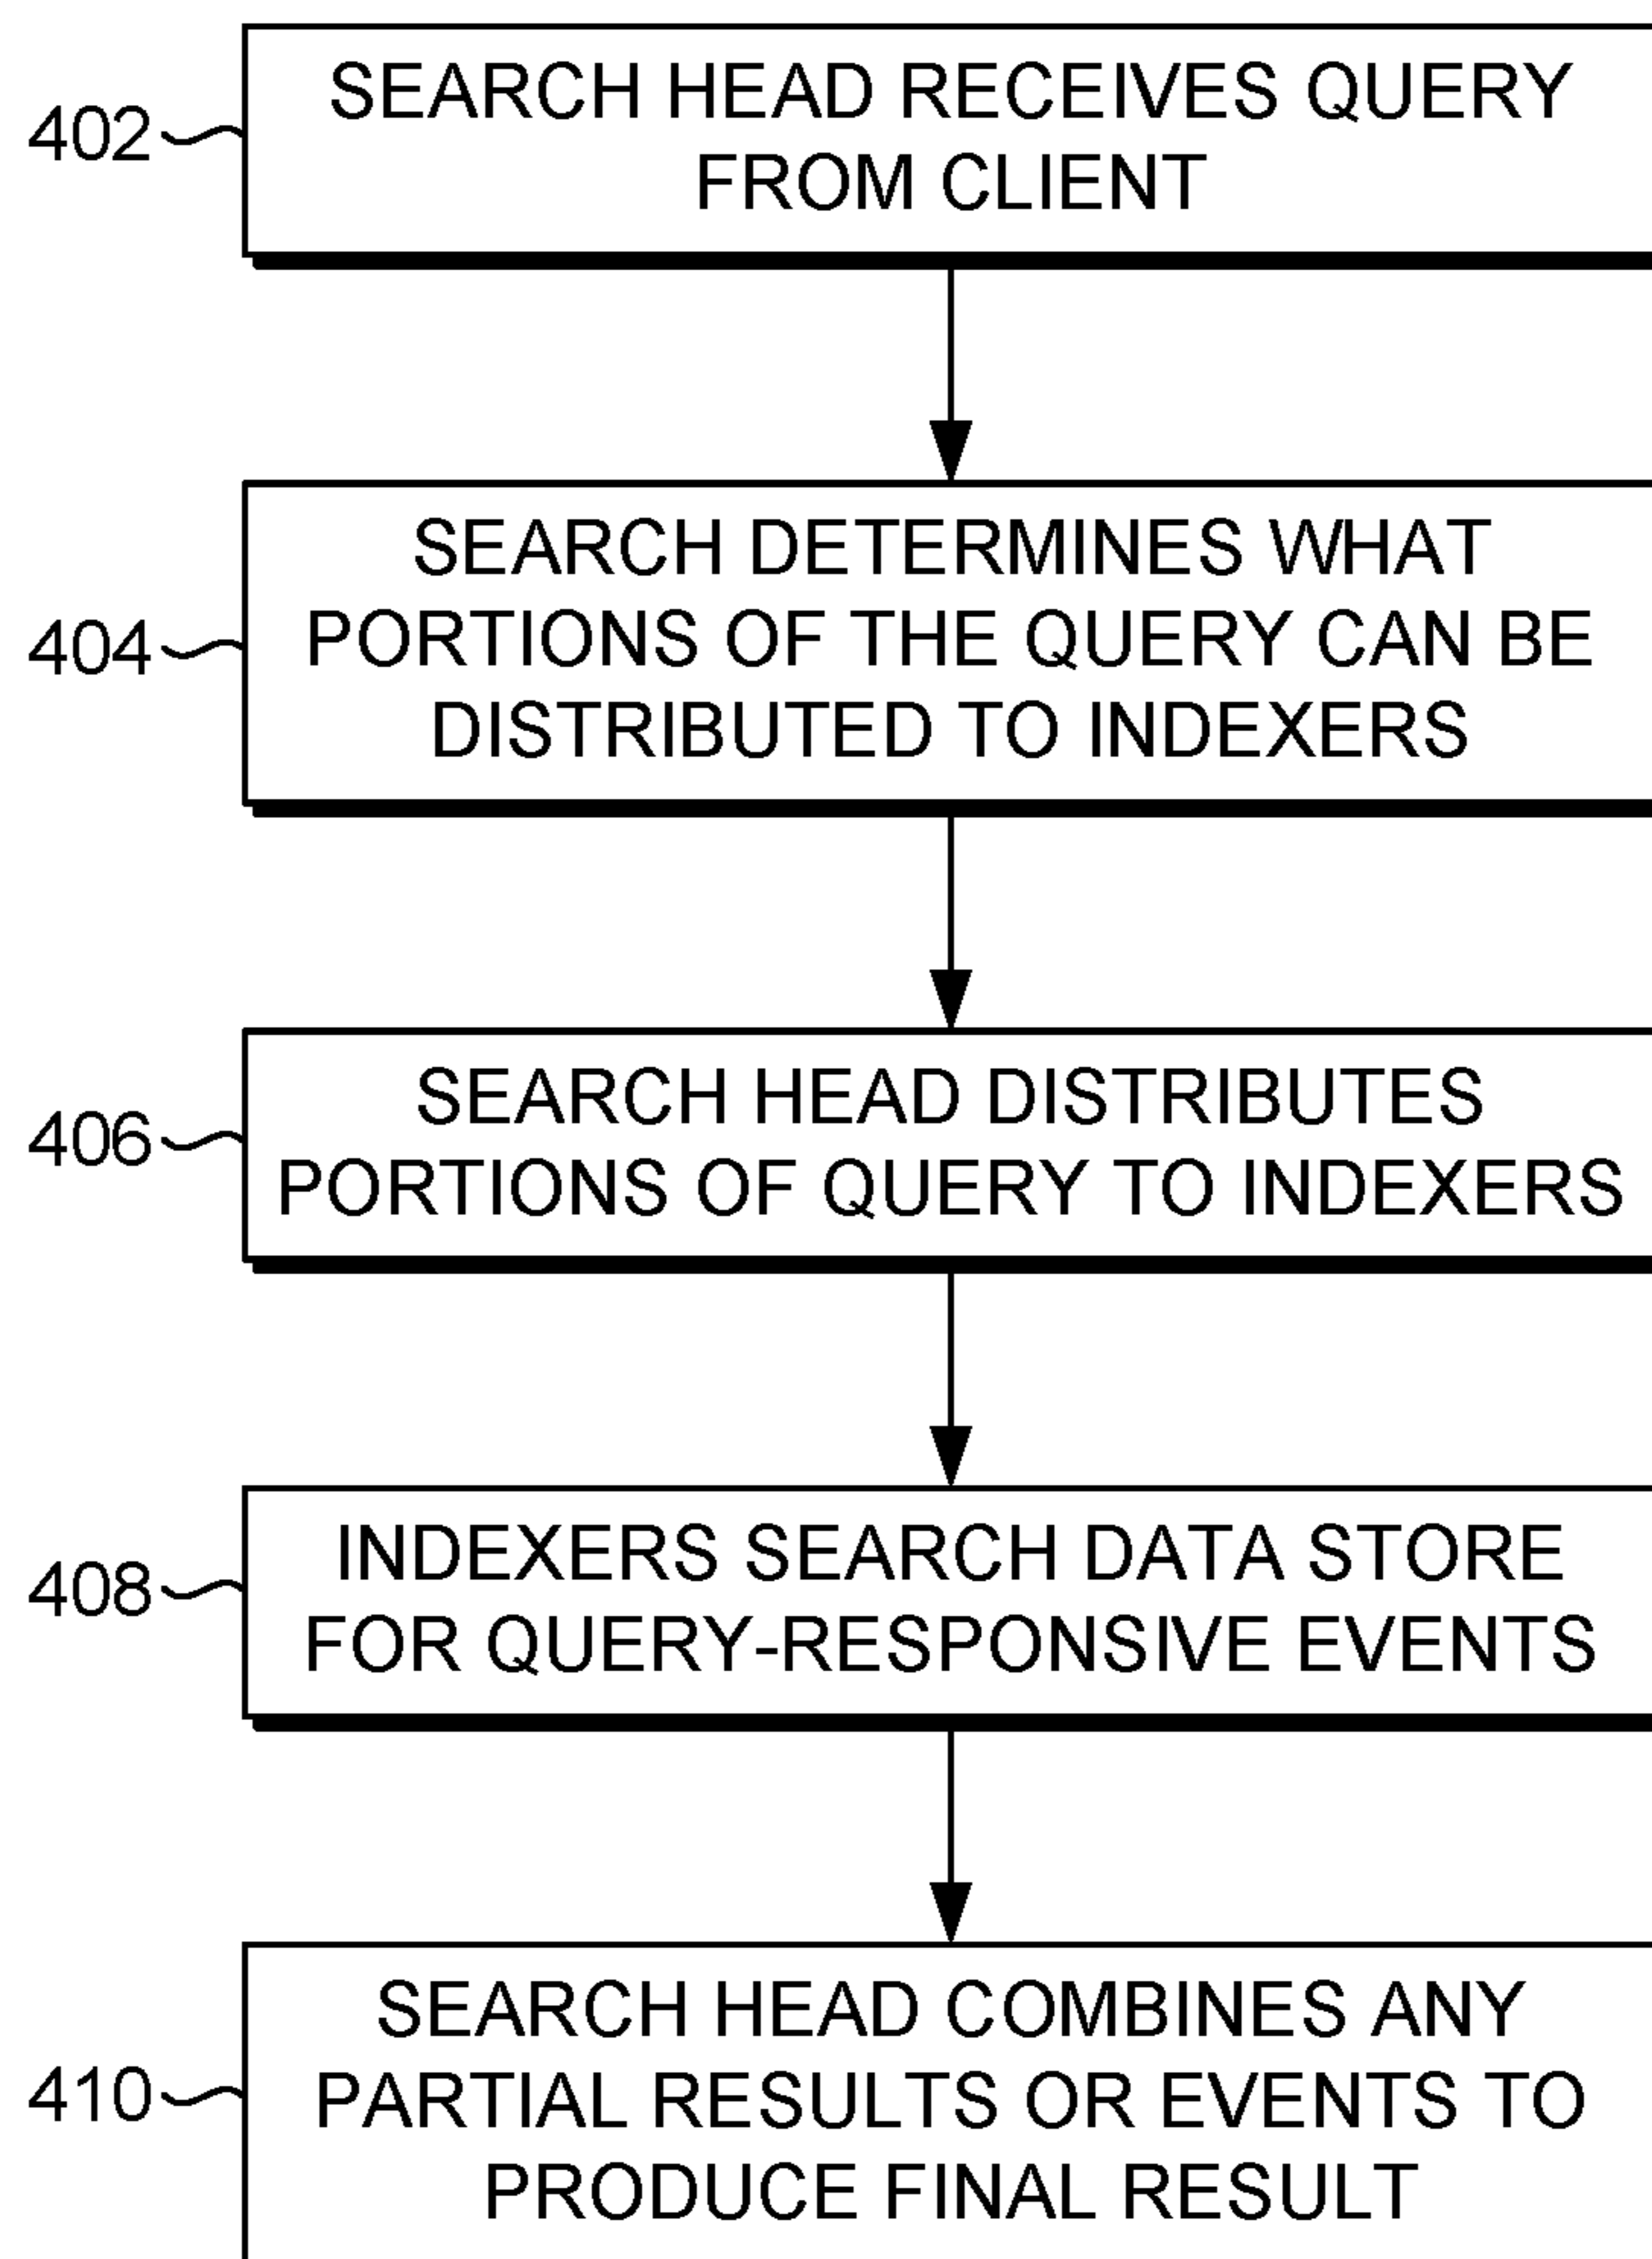 402
SEARCH HEAD RECEIVES QUERY
FROM CLIENT
404
SEARCH DETERMINES WHAT
PORTIONS OF THE QUERY CAN BE
DISTRIBUTED TO INDEXERS
406
SEARCH HEAD DISTRIBUTES
PORTIONS OF QUERY TO INDEXERS
408
INDEXERS SEARCH DATA STORE
FOR QUERY-RESPONSIVE EVENTS
410
SEARCH HEAD COMBINES ANY
PARTIAL RESULTS OR EVENTS TO
PRODUCE FINAL RESULT